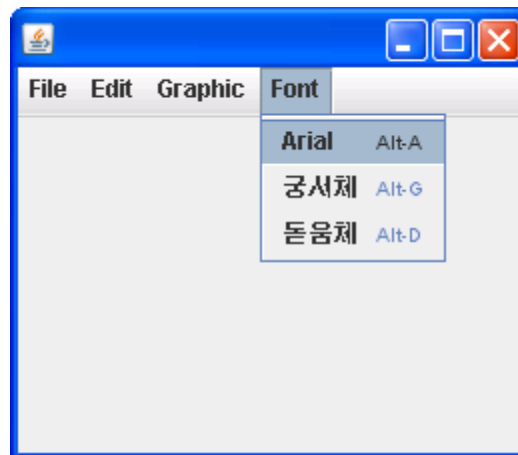 File Edit Graphic Font
Arial Alt-A
궁서체 Alt-G
돋움체 Alt-D